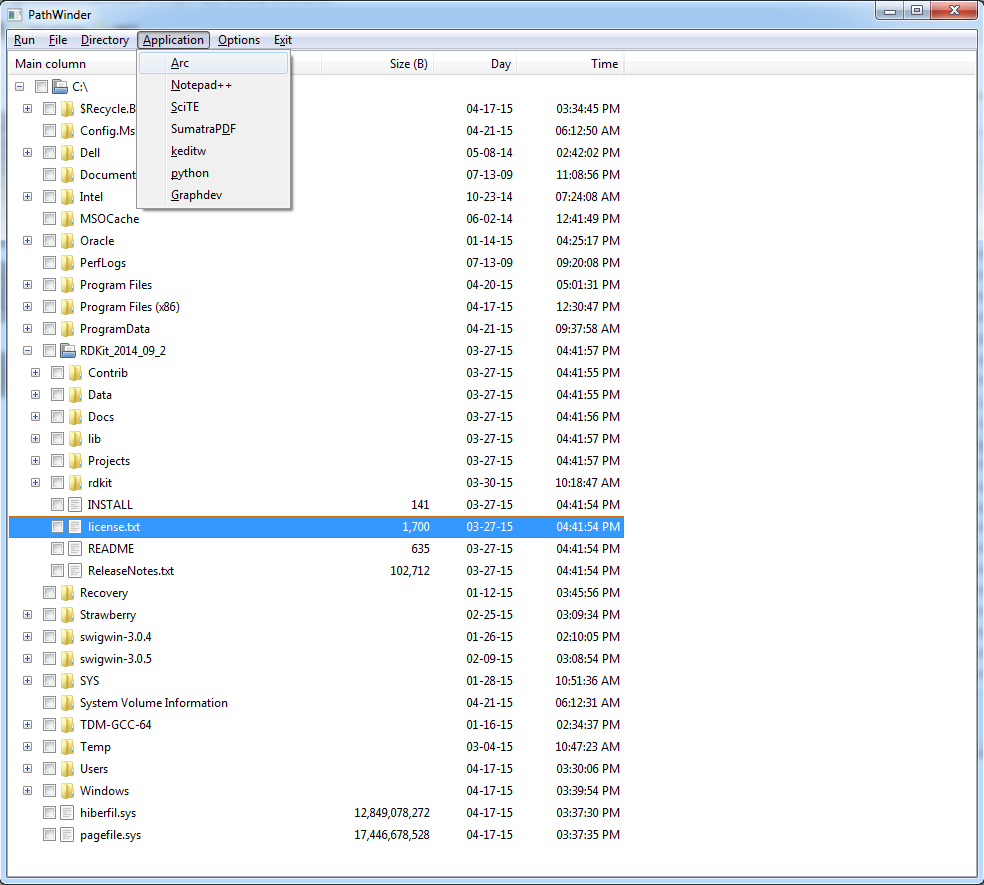 PathWinder
Run File Directory Application Options Exit
Main column Size (B) Day Time
Arc
Notepad++
SciTE
SumatraPDF
keditw
python
Graphdev
C:\
$Recycle.B 04-17-15 03:34:45 PM
Config.Ms 04-21-15 06:12:50 AM
Dell 05-08-14 02:42:02 PM
Document 07-13-09 11:08:56 PM
Intel 10-23-14 07:24:08 AM
MSOCache 06-02-14 12:41:49 PM
Oracle 01-14-15 04:25:17 PM
PerfLogs 07-13-09 09:20:08 PM
Program Files 04-20-15 05:01:31 PM
Program Files (x86) 04-17-15 12:30:47 PM
ProgramData 04-21-15 09:37:58 AM
RDKit_2014_09_2 03-27-15 04:41:57 PM
Contrib 03-27-15 04:41:55 PM
Data 03-27-15 04:41:55 PM
Docs 03-27-15 04:41:56 PM
lib 03-27-15 04:41:57 PM
Projects 03-27-15 04:41:57 PM
rdkit 03-30-15 10:18:47 AM
INSTALL 141 03-27-15 04:41:54 PM
license.txt 1,700 03-27-15 04:41:54 PM
README 635 03-27-15 04:41:54 PM
ReleaseNotes.txt 102,712 03-27-15 04:41:54 PM
Recovery 01-12-15 03:45:56 PM
Strawberry 02-25-15 03:09:34 PM
swigwin-3.0.4 01-26-15 02:10:05 PM
swigwin-3.0.5 02-09-15 03:08:54 PM
SYS 01-28-15 10:51:36 AM
System Volume Information 04-21-15 06:12:31 AM
TDM-GCC-64 01-16-15 02:34:37 PM
Temp 03-04-15 10:47:23 AM
Users 04-17-15 03:30:06 PM
Windows 04-17-15 03:39:54 PM
hiberfil.sys 12,849,078,272 04-17-15 03:37:30 PM
pagefile.sys 17,446,678,528 04-17-15 03:37:35 PM